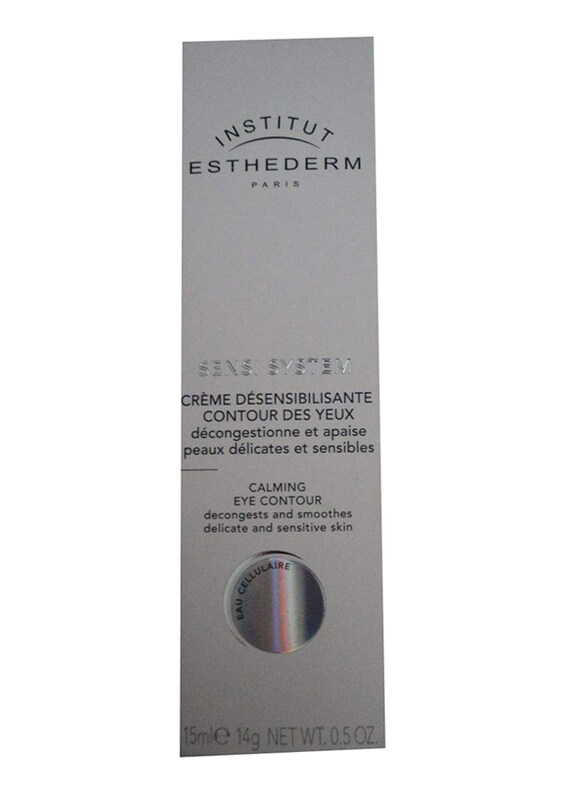 INSTITUT
ESTHEDERM
PARIS
SENSI SYSTEM
CRÈME DÉSENSIBILISANTE
CONTOUR DES YEUX
décongestionne et apaise
peaux délicates et sensibles
CALMING
EYE CONTOUR
decongests and smoothes
delicate and sensitive skin
EAU CELLULAIRE
15ml℮ 14g NET WT. 0.5 OZ.